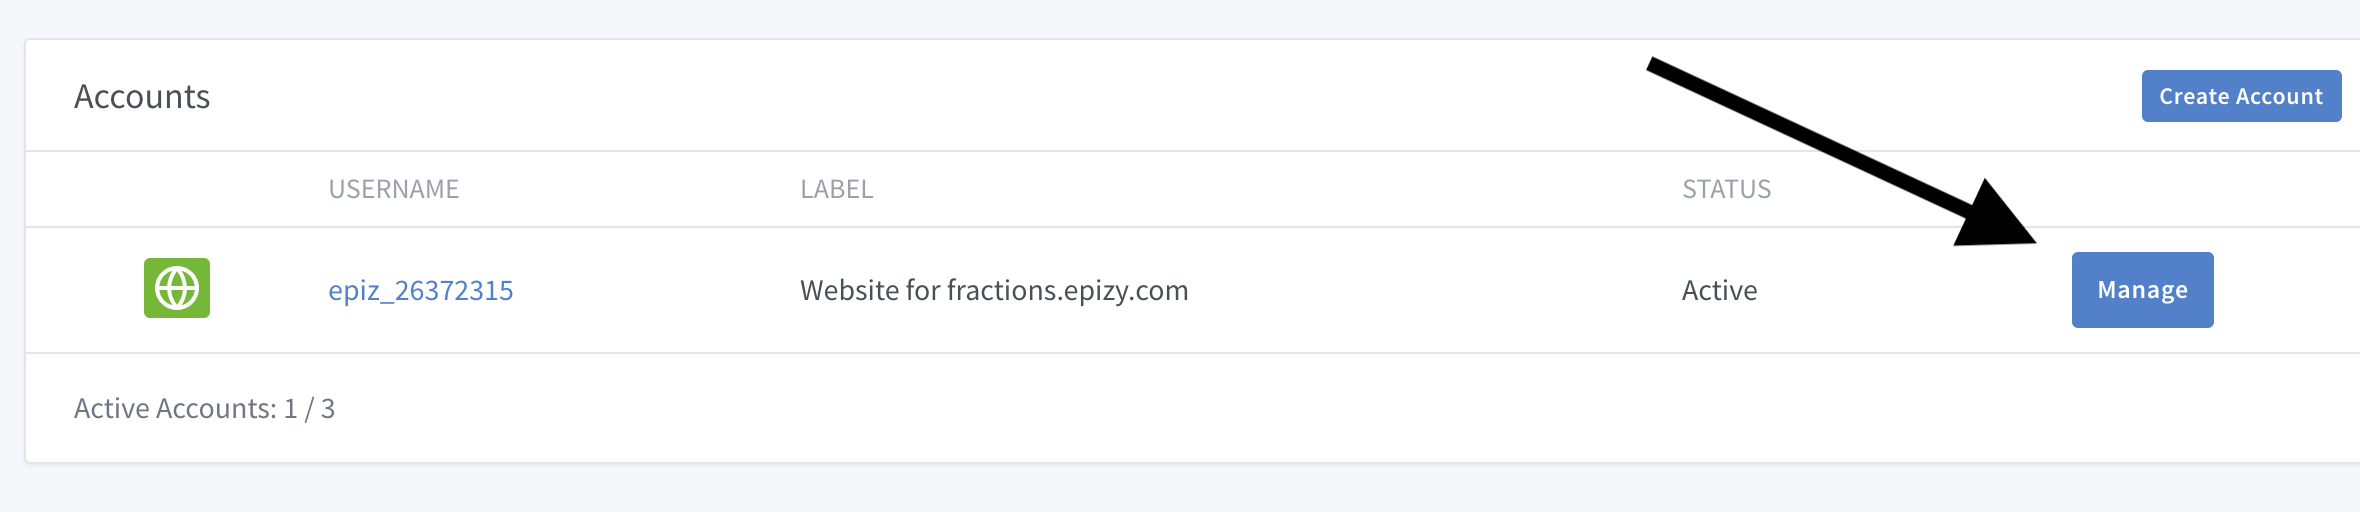 Accounts
Create Account
USERNAME LABEL STATUS
epiz_26372315 Website for fractions.epizy.com Active Manage
Active Accounts: 1 / 3